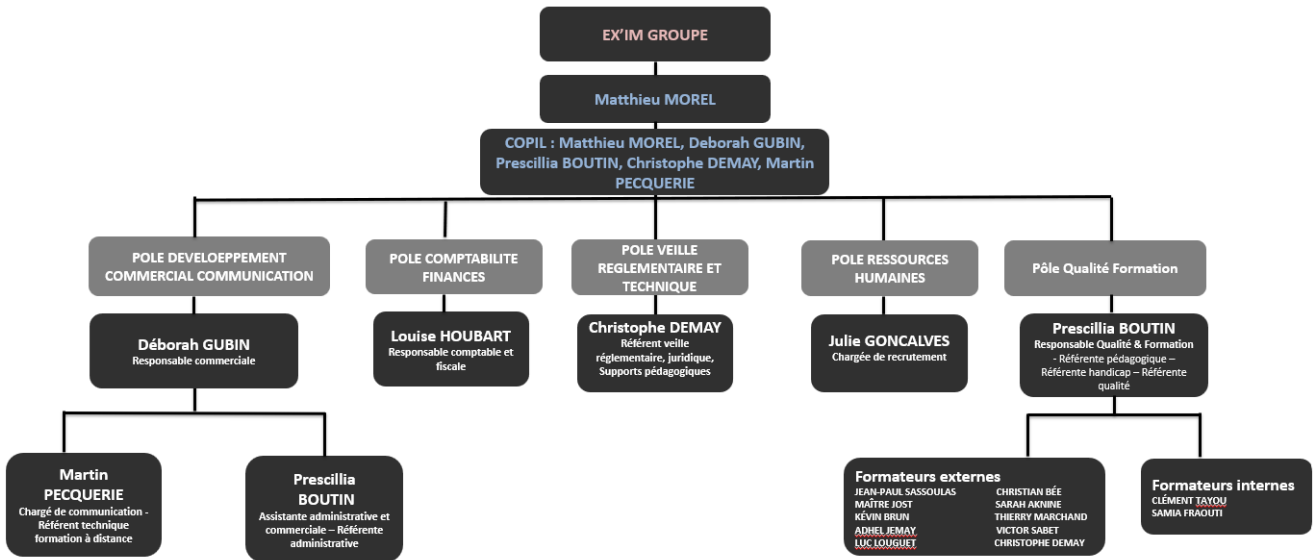 EX'IM GROUPE
Matthieu MOREL
COPIL : Matthieu MOREL, Deborah GUBIN,
Prescillia BOUTIN, Christophe DEMAY, Martin
PECQUERIE
POLE DEVELOEPPEMENT
COMMERCIAL COMMUNICATION
POLE COMPTABILITE
FINANCES
POLE VEILLE
REGLEMENTAIRE ET
TECHNIQUE
POLE RESSOURCES
HUMAINES
Pôle Qualité Formation
Déborah GUBIN
Responsable commerciale
Louise HOUBART
Responsable comptable et
fiscale
Christophe DEMAY
Référent veille
réglementaire, juridique,
Supports pédagogiques
Julie GONCALVES
Chargée de recrutement
Prescillia BOUTIN
Responsable Qualité & Formation
- Référente pédagogique –
Référente handicap – Référente
qualité
Martin
PECQUERIE
Chargé de communication -
Référent technique
formation à distance
Prescillia
BOUTIN
Assistante administrative et
commerciale – Référente
administrative
Formateurs externes
JEAN-PAUL SASSOULAS CHRISTIAN BÉE
MAÎTRE JOST SARAH AKNINE
KÉVIN BRUN THIERRY MARCHAND
ADHEL JEMAY VICTOR SABET
LUC LOUGUET CHRISTOPHE DEMAY
Formateurs internes
CLÉMENT TAYOU
SAMIA FRAOUTI